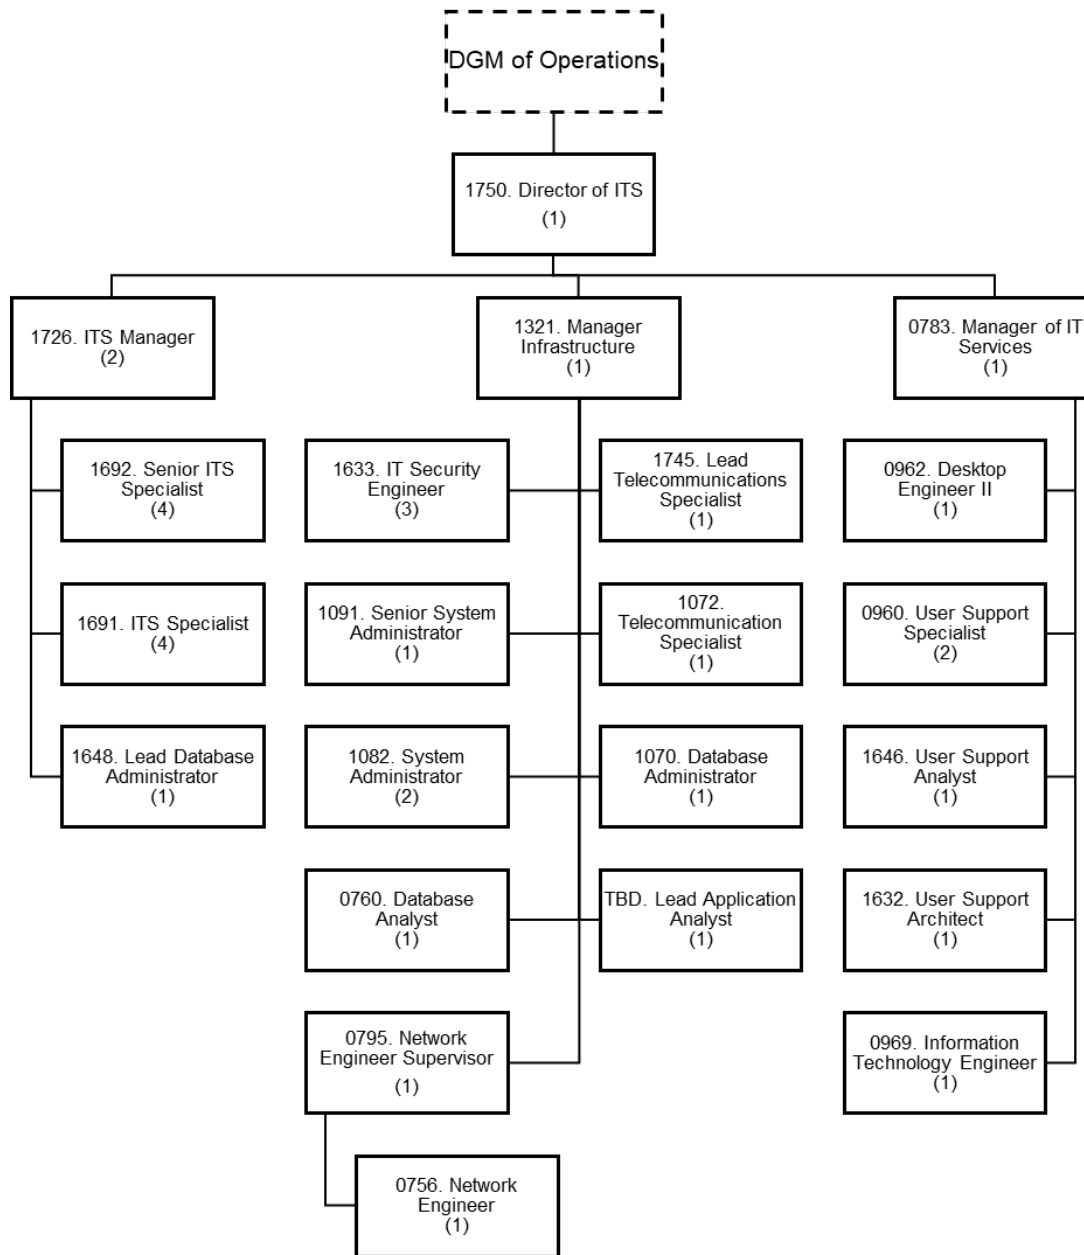 DGM of Operations
1750. Director of ITS
(1)
1726. ITS Manager
(2)
1321. Manager
Infrastructure
(1)
0783. Manager of IT
Services
(1)
1692. Senior ITS
Specialist
(4)
1633. IT Security
Engineer
(3)
1745. Lead
Telecommunications
Specialist
(1)
0962. Desktop
Engineer II
(1)
1691. ITS Specialist
(4)
1091. Senior System
Administrator
(1)
1072.
Telecommunication
Specialist
(1)
0960. User Support
Specialist
(2)
1648. Lead Database
Administrator
(1)
1082. System
Administrator
(2)
1070. Database
Administrator
(1)
1646. User Support
Analyst
(1)
0760. Database
Analyst
(1)
TBD. Lead Application
Analyst
(1)
1632. User Support
Architect
(1)
0795. Network
Engineer Supervisor
(1)
0969. Information
Technology Engineer
(1)
0756. Network
Engineer
(1)